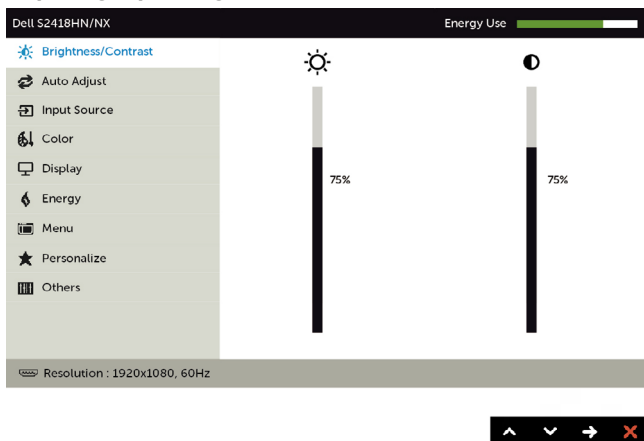 Dell S2418HN/NX
Energy Use
Brightness/Contrast
Auto Adjust
Input Source
Color
Display
Energy
Menu
Personalize
Others
75%
75%
Resolution : 1920x1080, 60Hz